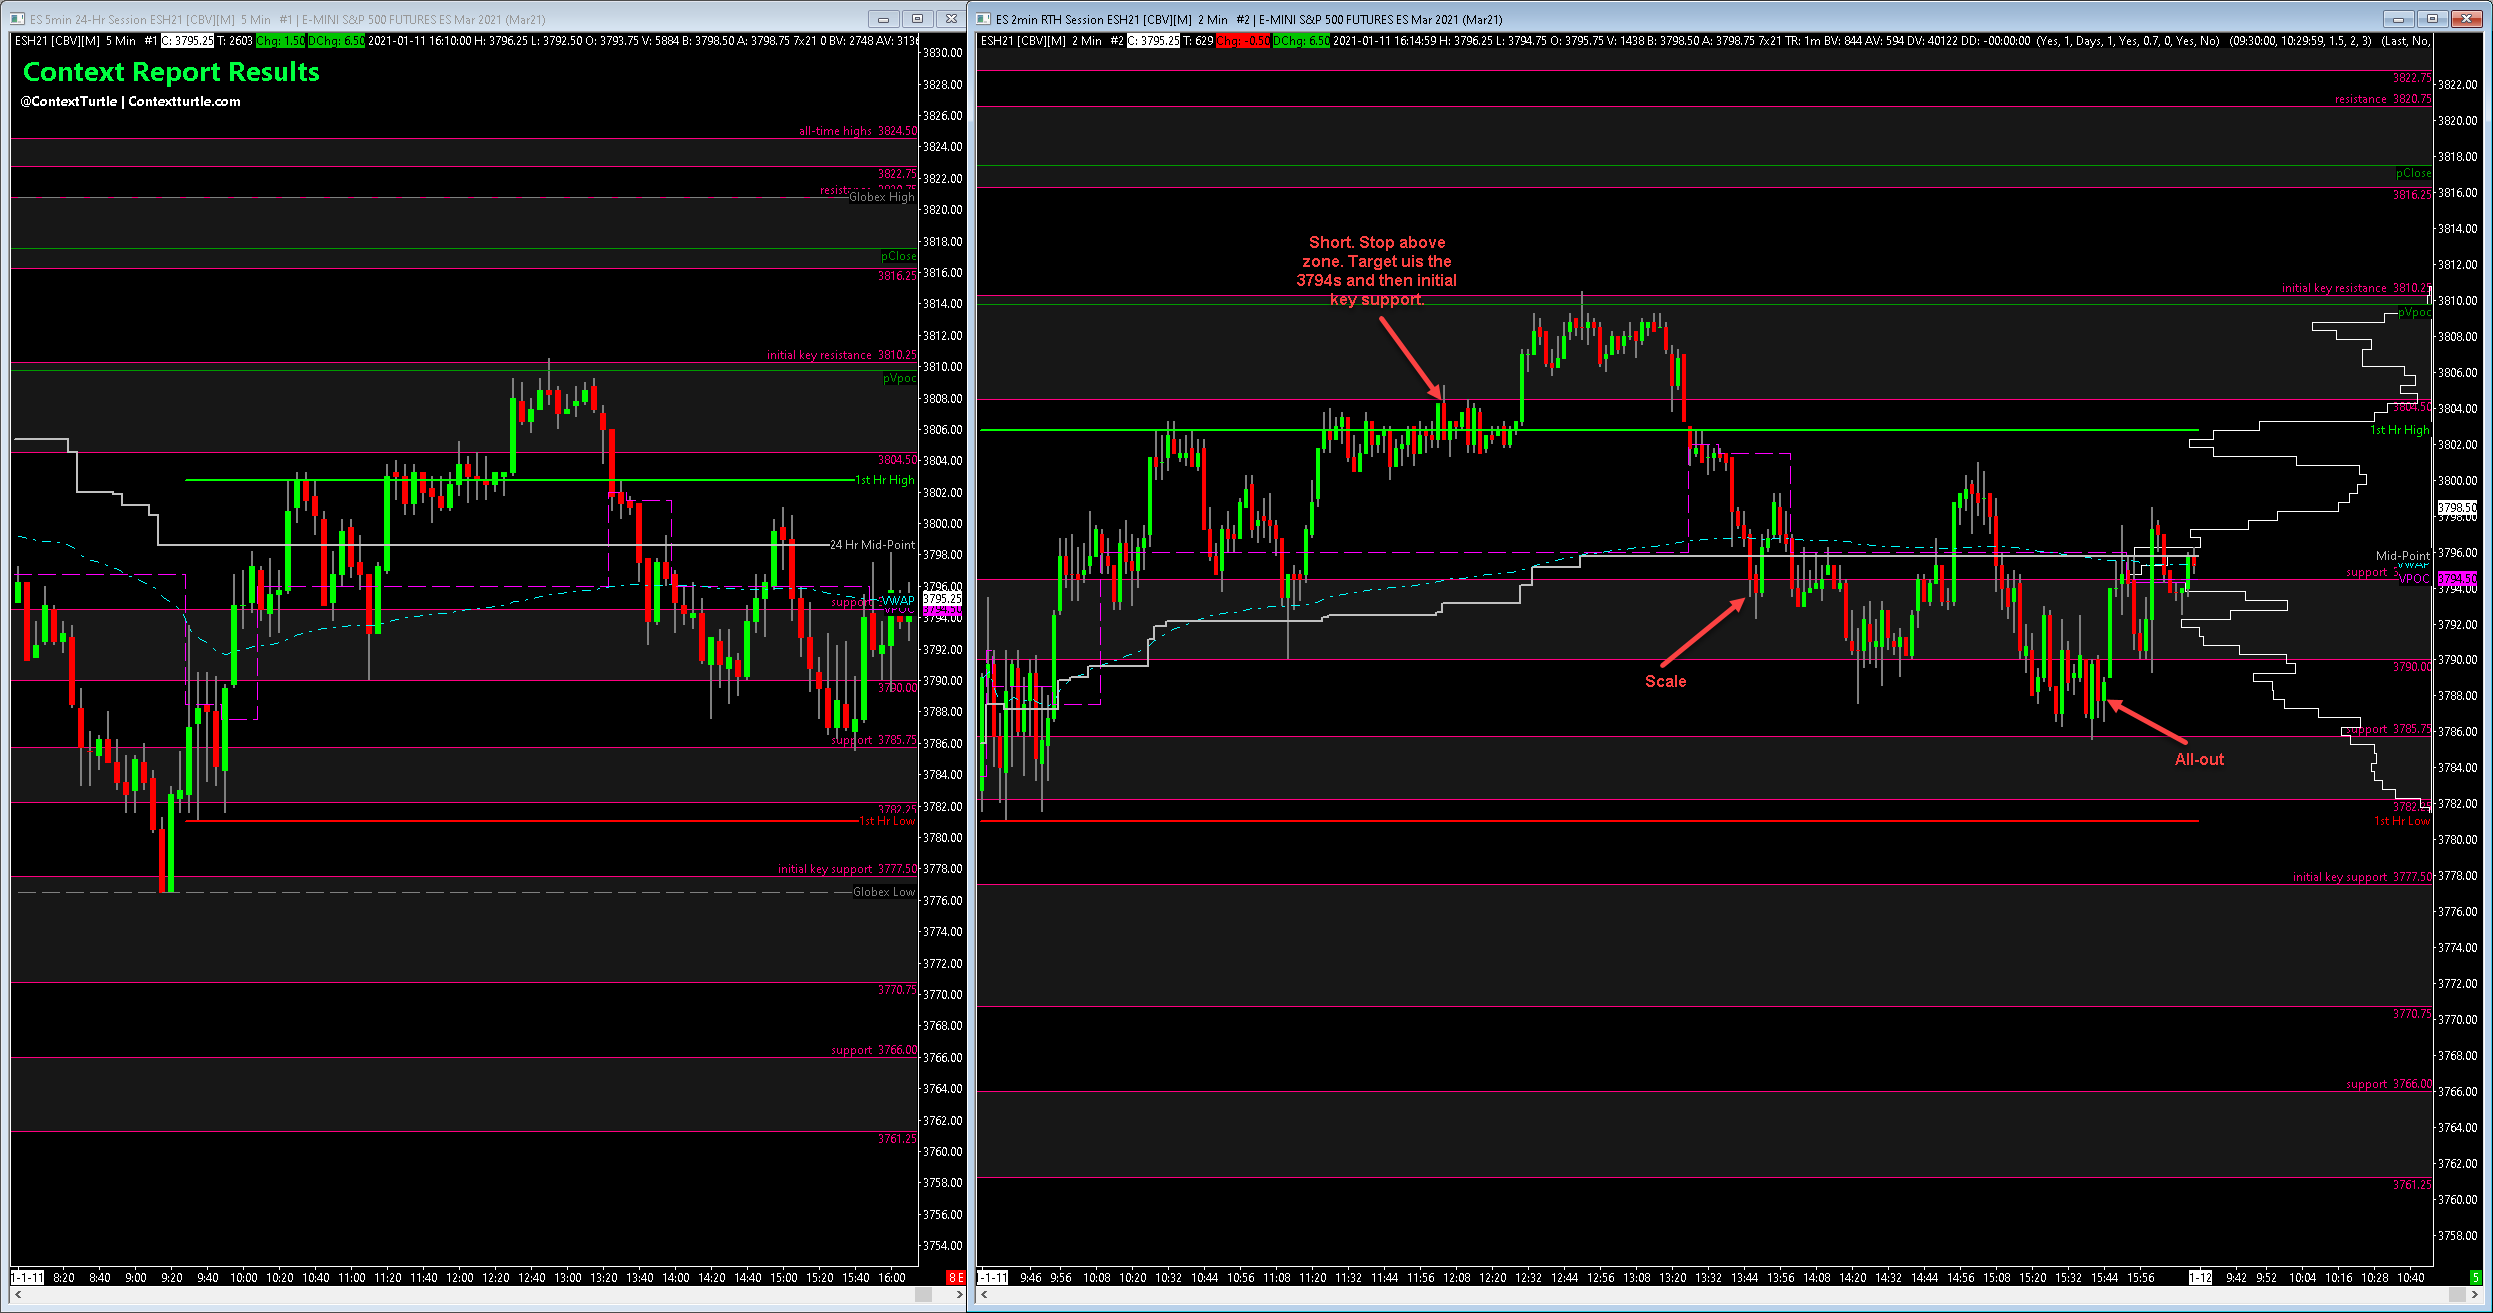 ES 5min 24-Hr Session ESH21 [CBV][M]  5 Min   #1 | E-MINI S&P 500 FUTURES ES Mar 2021 (Mar21)
ESH21 [CBV][M]  5 Min   #1 C: 3795.25 T: 2603 Chg: 1.50 DChg: 6.50 2021-01-11 16:10:00 H: 3796.25 L: 3792.50 O: 3793.75 V: 5884 B: 3798.50 A: 3798.75 7x21 0 BV: 2748 AV: 3136
Context Report Results
@ContextTurtle | Contextturtle.com
all-time highs  3824.50
3822.75
Globex High
pClose
3816.25
initial key resistance  3810.25
pVpoc
3804.50
1st Hr High
24 Hr Mid-Point
support
VWAP
VPOC
3790.00
support  3785.75
3782.25
1st Hr Low
initial key support  3777.50
Globex Low
3770.75
support  3766.00
3761.25
3830.00
3828.00
3826.00
3824.00
3822.00
3820.00
3818.00
3816.00
3814.00
3812.00
3810.00
3808.00
3806.00
3804.00
3802.00
3800.00
3798.00
3796.00
3795.25
3794.50
3794.00
3792.00
3790.00
3788.00
3786.00
3784.00
3782.00
3780.00
3778.00
3776.00
3774.00
3772.00
3770.00
3768.00
3766.00
3764.00
3762.00
3760.00
3758.00
3756.00
3754.00
1-1-11 8:20 8:40 9:00 9:20 9:40 10:00 10:20 10:40 11:00 11:20 11:40 12:00 12:20 12:40 13:00 13:20 13:40 14:00 14:20 14:40 15:00 15:20 15:40 16:00 8 E
ES 2min RTH Session ESH21 [CBV][M]  2 Min   #2 | E-MINI S&P 500 FUTURES ES Mar 2021 (Mar21)
ESH21 [CBV][M]  2 Min   #2 C: 3795.25 T: 629 Chg: -0.50 DChg: 6.50 2021-01-11 16:14:59 H: 3796.25 L: 3794.75 O: 3795.75 V: 1438 B: 3798.50 A: 3798.75 7x21 TR: 1m BV: 844 AV: 594 DV: 40122 DD: -00:00:00  (Yes, 1, Days, 1, Yes, 0.7, 0, Yes, No)  (09:30:00, 10:29:59, 1.5, 2, 3)  (Last, No,
3822.75
resistance  3820.75
pClose
3816.25
Short. Stop above
zone. Target uis the
3794s and then initial
key support.
initial key resistance  3810.25
pVpoc
3804.50
1st Hr High
Mid-Point
VWAP
support
VPOC
Scale
3790.00
support  3785.75
All-out
3782.25
1st Hr Low
initial key support  3777.50
3770.75
support  3766.00
3761.25
3822.00
3820.00
3818.00
3816.00
3814.00
3812.00
3810.00
3808.00
3806.00
3804.00
3802.00
3800.00
3798.50
3798.00
3796.00
3794.50
3794.00
3792.00
3790.00
3788.00
3786.00
3784.00
3782.00
3780.00
3778.00
3776.00
3774.00
3772.00
3770.00
3768.00
3766.00
3764.00
3762.00
3760.00
3758.00
1-1-11 9:46 9:56 10:08 10:20 10:32 10:44 10:56 11:08 11:32 11:44 11:56 12:08 12:20 12:32 12:44 12:56 13:08 13:20 13:32 13:44 13:56 14:08 14:20 14:32 14:44 14:56 15:08 15:20 15:32 15:44 15:56 1-12 9:42 9:52 10:04 10:16 10:28 10:40 5